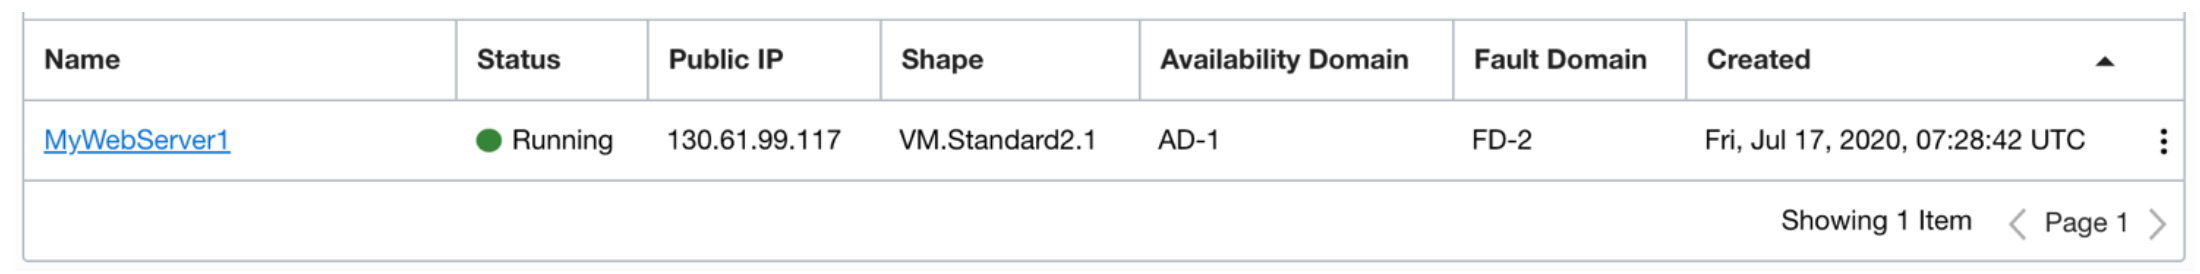 Name Status Public IP Shape Availability Domain Fault Domain Created
MyWebServer1 Running 130.61.99.117 VM.Standard2.1 AD-1 FD-2 Fri, Jul 17, 2020, 07:28:42 UTC
Showing 1 Item Page 1